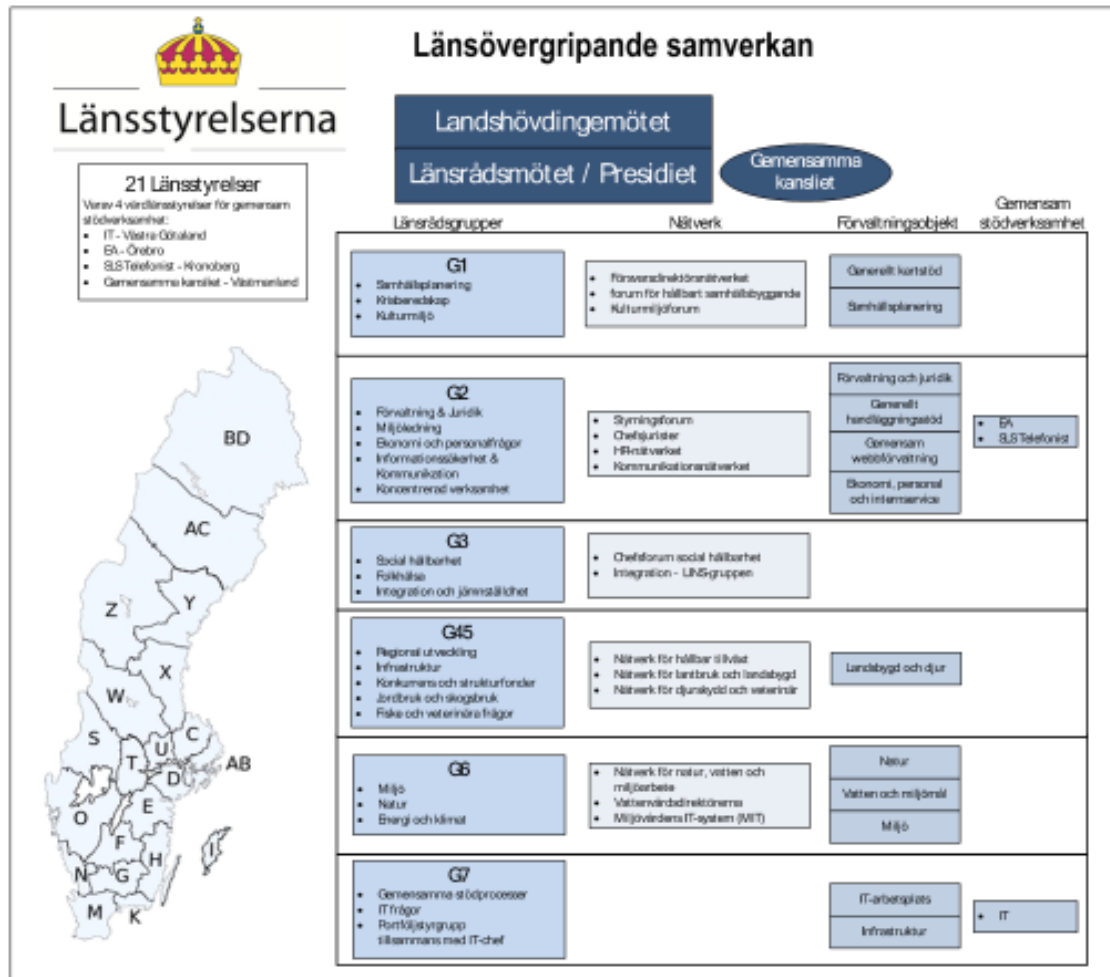 Länsövergripande samverkan
Länsstyrelserna
Landshövdingemötet
Länsrådsmötet / Presidiet
Gemensamma
kansliet
21 Länsstyrelser
Varav 4 värdlänsstyrelser för gemensam
stödverksamhet:
• IT - Västra Götaland
• EA - Örebro
• SLS Telefonist - Kronoberg
• Gemensamma kansliet - Västmanland
Länsrådsgrupper
Nätverk
Förvaltningsobjekt
Gemensam
stödverksamhet
G1
• Samhällsplanering
• Krisberedskap
• Kulturmiljö
• Försvarsdirektörsnätverket
• forum för hållbart samhällsbyggande
• Kulturmiljöforum
Generellt kartstöd
Samhällsplanering
G2
• Förvaltning & Juridik
• Miljöledning
• Ekonomi och personalfrågor
• Informationssäkerhet &
Kommunikation
• Koncentrerad verksamhet
• Styrningsforum
• Chefsjurister
• HR-nätverket
• Kommunikationsnätverket
Förvaltning och juridik
Generellt
handläggningsstöd
Gemensam
webbförvaltning
Ekonomi, personal
och internservice
• EA
• SLS Telefonist
G3
• Social hållbarhet
• Folkhälsa
• Integration och jämnställdhet
• Chefsforum social hållbarhet
• Integration - LINS-gruppen
G45
• Regional utveckling
• Infrastruktur
• Konkurrens och strukturfonder
• Jordbruk och skogsbruk
• Fiske och veterinära frågor
• Nätverk för hållbar tillväxt
• Nätverk för lantbruk och landsbygd
• Nätverk för djurskydd och veterinär
Landsbygd och djur
G6
• Miljö
• Natur
• Energi och klimat
• Nätverk för natur, vatten och
miljöarbete
• Vattenvårdsdirektörerna
• Miljövårdens IT-system (MIT)
Natur
Vatten och miljömål
Miljö
G7
• Gemensamma stödprocesser
• IT frågor
• Portföljstyrgrupp
tillsammans med IT-chef
IT-arbetsplats
Infrastruktur
• IT
BD
AC
Z
Y
X
W
S
U
C
AB
T
D
O
E
F
H
I
N
G
M
K